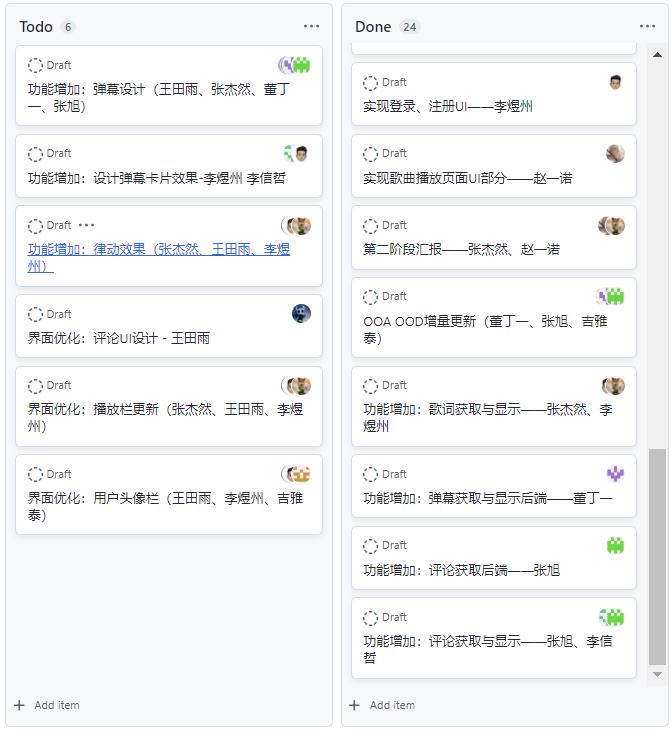 Todo 6
Draft
功能增加：弹幕设计（王田雨、张杰然、董丁
一、张旭）
Draft
功能增加：设计弹幕卡片效果-李煜州 李信哲
Draft
功能增加：律动效果（张杰然、王田雨、李煜
州）
Draft
界面优化：评论UI设计 - 王田雨
Draft
界面优化：播放栏更新（张杰然、王田雨、李煜
州）
Draft
界面优化：用户头像栏（王田雨、李煜州、吉雅
泰）
Add item
Done 24
Draft
实现登录、注册UI——李煜州
Draft
实现歌曲播放页面UI部分——赵一诺
Draft
第二阶段汇报——张杰然、赵一诺
Draft
OOA OOD增量更新（董丁一、张旭、吉雅
泰）
Draft
功能增加：歌词获取与显示——张杰然、李
煜州
Draft
功能增加：弹幕获取与显示后端——董丁一
Draft
功能增加：评论获取后端——张旭
Draft
功能增加：评论获取与显示——张旭、李信
哲
Add item